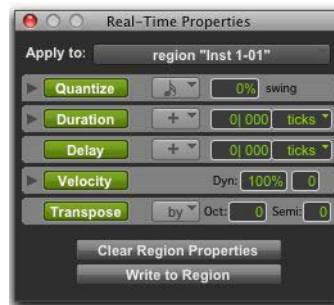 Real-Time Properties
Apply to: region "Inst 1-01"
Quantize 0% swing
Duration + 0| 000 ticks
Delay + 0| 000 ticks
Velocity Dyn: 100% 0
Transpose by Oct: 0 Semi: 0
Clear Region Properties
Write to Region